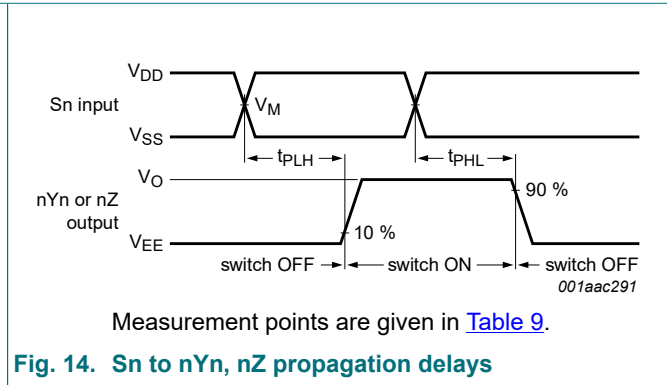 VDD
Sn input
VM
VSS
tPLH
tPHL
VO
nYn or nZ
output
90 %
10 %
VEE
switch OFF
switch ON
switch OFF
001aac291
Measurement points are given in Table 9.
Fig. 14. Sn to nYn, nZ propagation delays